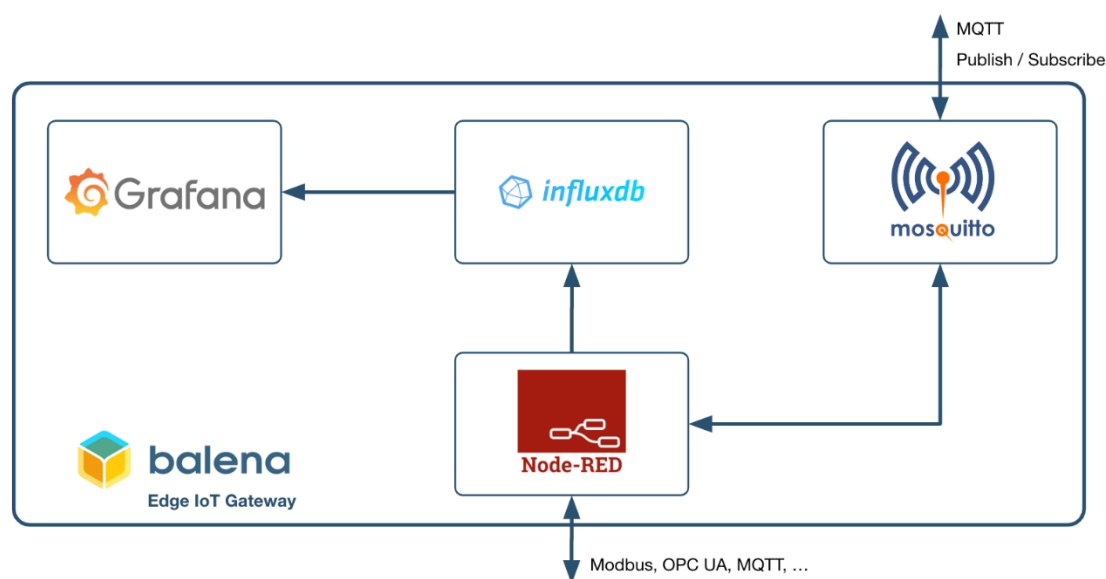 MQTT
Publish / Subscribe
Grafana
influxdb
mosquitto
Node-RED
balena
Edge IoT Gateway
Modbus, OPC UA, MQTT, ...